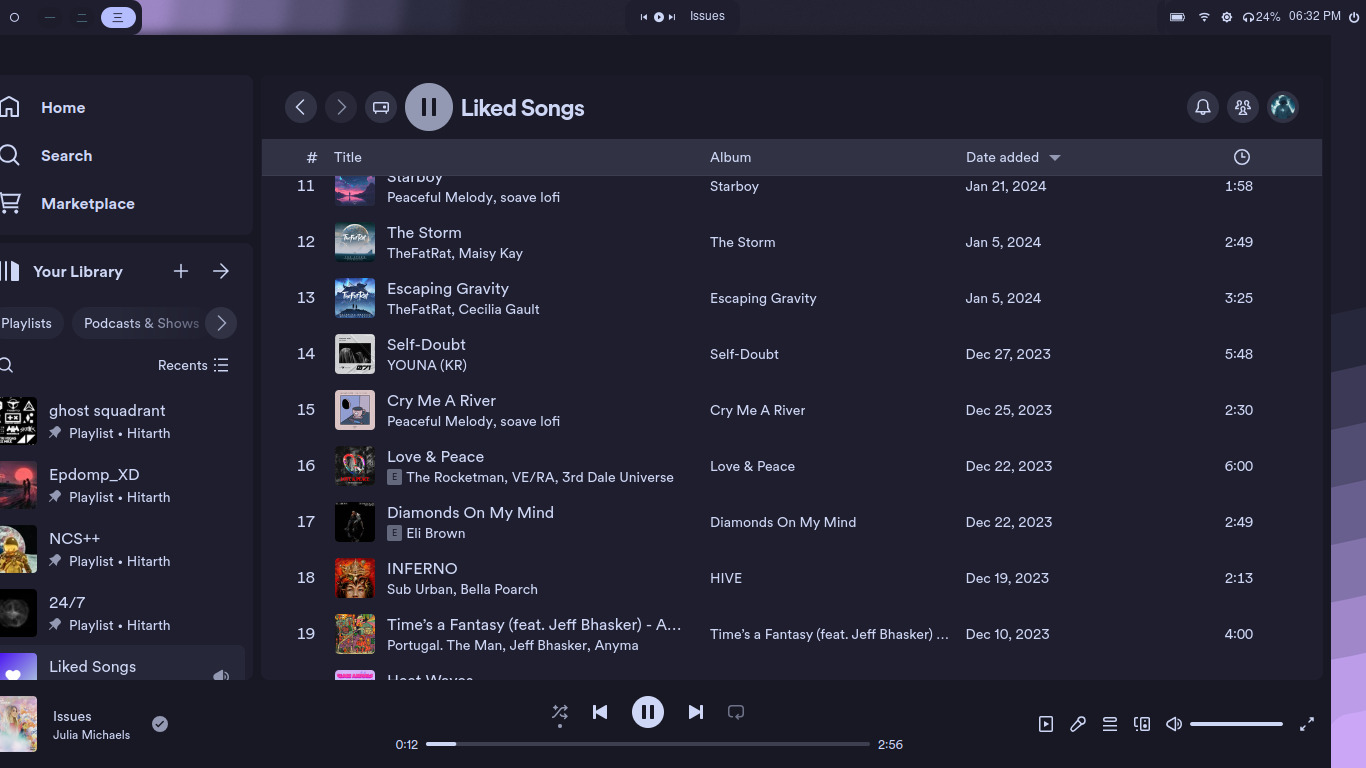 Issues
24%
06:32 PM
Home
Search
Marketplace
Your Library
Playlists
Podcasts & Shows
Recents
ghost squadrant
Playlist • Hitarth
Epdomp_XD
Playlist • Hitarth
NCS++
Playlist • Hitarth
24/7
Playlist • Hitarth
Liked Songs
Liked Songs
# Title Album Date added
11 Starboy Starboy Jan 21, 2024 1:58
Peaceful Melody, soave lofi
12 The Storm The Storm Jan 5, 2024 2:49
TheFatRat, Maisy Kay
13 Escaping Gravity Escaping Gravity Jan 5, 2024 3:25
TheFatRat, Cecilia Gault
14 Self-Doubt Self-Doubt Dec 27, 2023 5:48
YOUNA (KR)
15 Cry Me A River Cry Me A River Dec 25, 2023 2:30
Peaceful Melody, soave lofi
16 Love & Peace Love & Peace Dec 22, 2023 6:00
E The Rocketman, VE/RA, 3rd Dale Universe
17 Diamonds On My Mind Diamonds On My Mind Dec 22, 2023 2:49
E Eli Brown
18 INFERNO HIVE Dec 19, 2023 2:13
Sub Urban, Bella Poarch
19 Time’s a Fantasy (feat. Jeff Bhasker) - A... Time’s a Fantasy (feat. Jeff Bhasker) ... Dec 10, 2023 4:00
Portugal. The Man, Jeff Bhasker, Anyma
Heat Waves
Issues
Julia Michaels
0:12
2:56